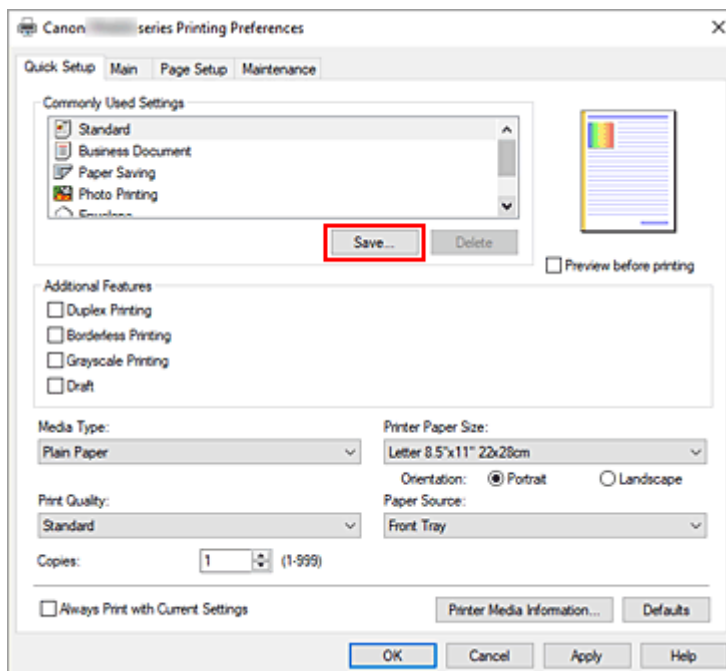 Canon series Printing Preferences
Quick Setup Main Page Setup Maintenance
Commonly Used Settings
Standard
Business Document
Paper Saving
Photo Printing
Envelope
Save... Delete
Preview before printing
Additional Features
Duplex Printing
Borderless Printing
Grayscale Printing
Draft
Media Type:
Plain Paper
Printer Paper Size:
Letter 8.5"x11" 22x28cm
Orientation: Portrait Landscape
Print Quality:
Standard
Paper Source:
Front Tray
Copies: 1 (1-999)
Always Print with Current Settings
Printer Media Information... Defaults
OK Cancel Apply Help